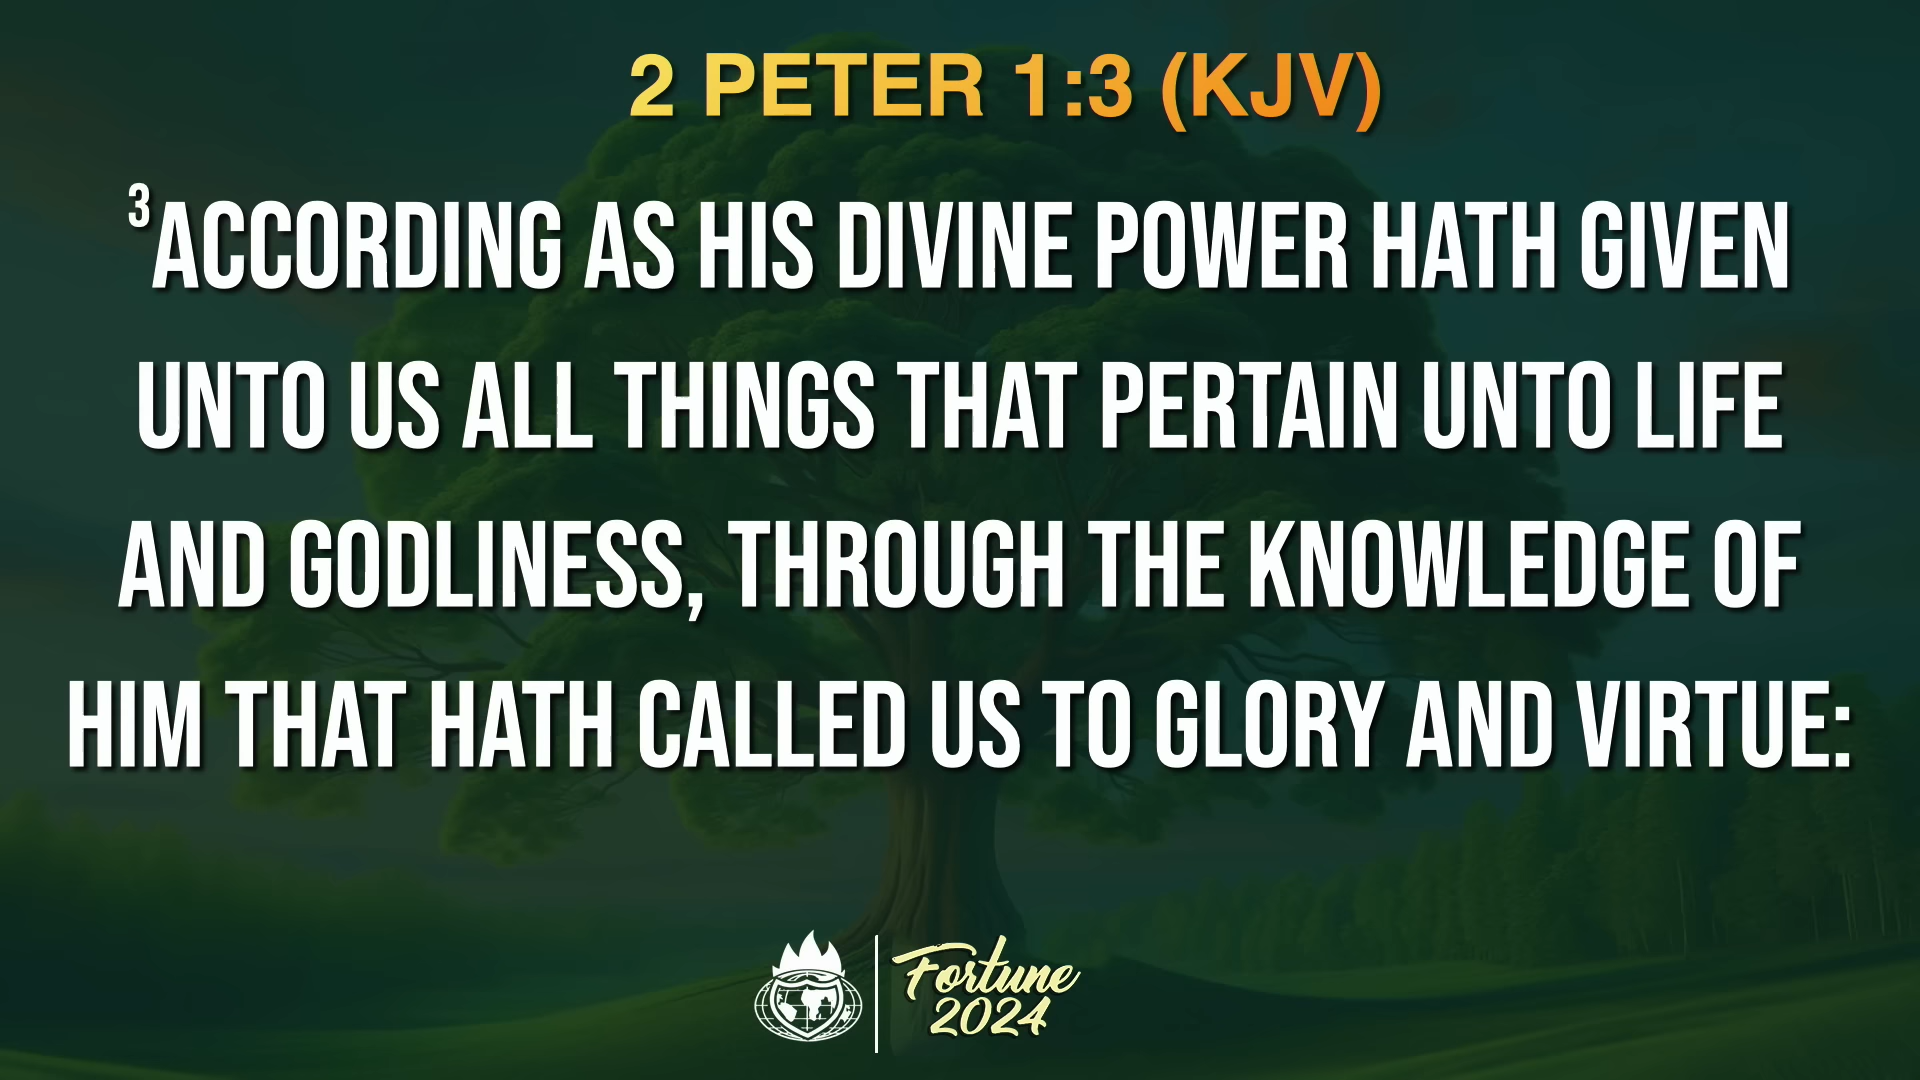 2 PETER 1:3 (KJV)
³ACCORDING AS HIS DIVINE POWER HATH GIVEN
UNTO US ALL THINGS THAT PERTAIN UNTO LIFE
AND GODLINESS, THROUGH THE KNOWLEDGE OF
HIM THAT HATH CALLED US TO GLORY AND VIRTUE:
Fortune
2024